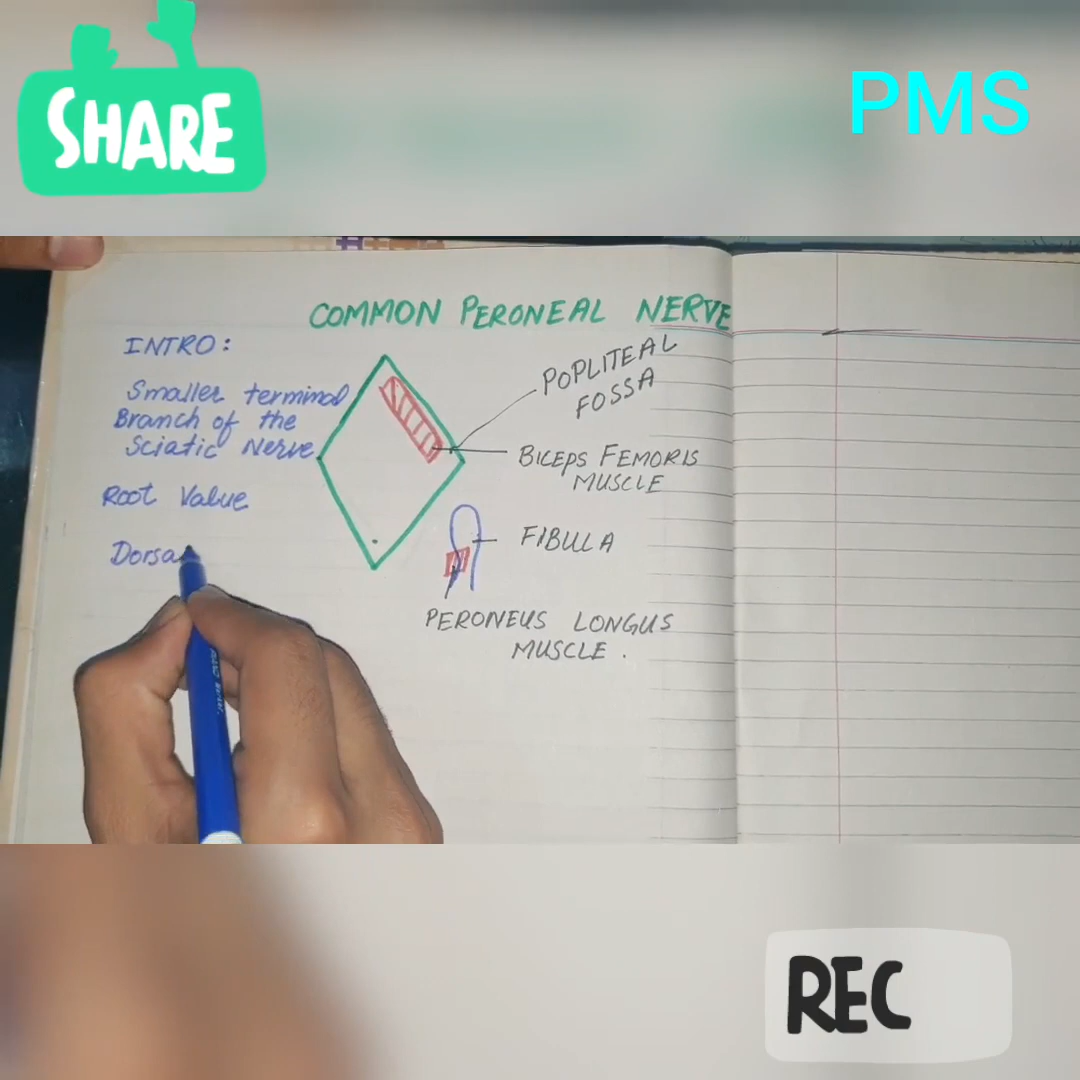 SHARE
PMS
COMMON PERONEAL NERVE
INTRO:
Smaller terminal
Branch of the
Sciatic Nerve
Root Value
Dorsa
POPLITEAL
FOSSA
BICEPS FEMORIS
MUSCLE
FIBULA
PERONEUS LONGUS
MUSCLE.
REC